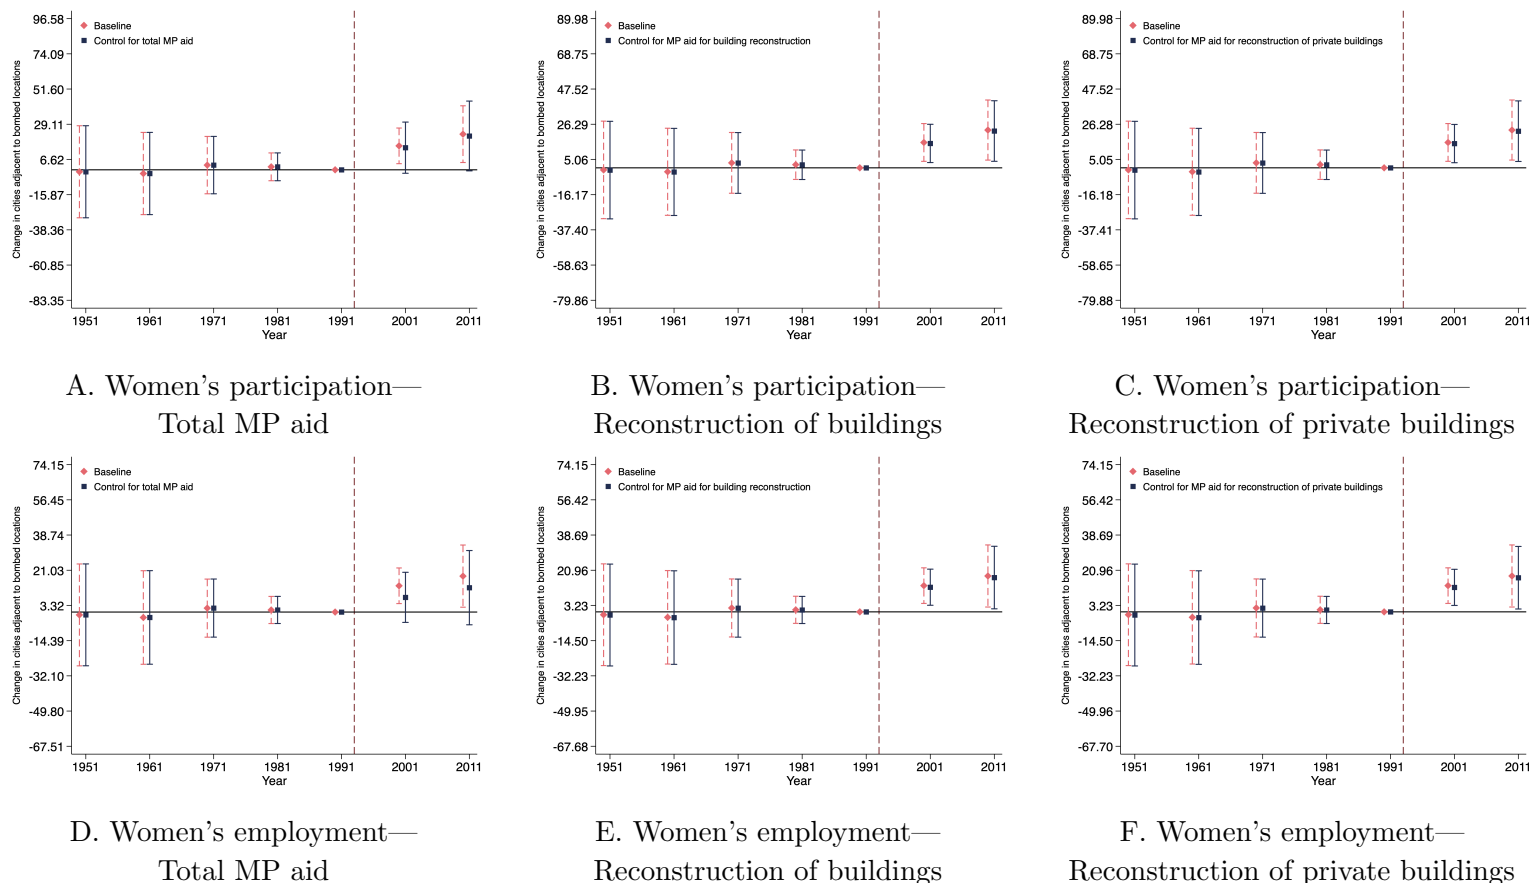 96.58
74.09
51.60
29.11
6.62
-15.87
-38.36
-60.85
-83.35
Change in cities adjacent to bombed locations
Baseline
Control for total MP aid
1951 1961 1971 1981 1991 2001 2011
Year
A. Women's participation—
Total MP aid
89.98
68.75
47.52
26.29
5.06
-16.17
-37.40
-58.63
-79.86
Change in cities adjacent to bombed locations
Baseline
Control for MP aid for building reconstruction
1951 1961 1971 1981 1991 2001 2011
Year
B. Women's participation—
Reconstruction of buildings
89.98
68.75
47.52
26.28
5.05
-16.18
-37.41
-58.65
-79.88
Change in cities adjacent to bombed locations
Baseline
Control for MP aid for reconstruction of private buildings
1951 1961 1971 1981 1991 2001 2011
Year
C. Women's participation—
Reconstruction of private buildings
74.15
56.45
38.74
21.03
3.32
-14.39
-32.10
-49.80
-67.51
Change in cities adjacent to bombed locations
Baseline
Control for total MP aid
1951 1961 1971 1981 1991 2001 2011
Year
D. Women's employment—
Total MP aid
74.15
56.42
38.69
20.96
3.23
-14.50
-32.23
-49.95
-67.68
Change in cities adjacent to bombed locations
Baseline
Control for MP aid for building reconstruction
1951 1961 1971 1981 1991 2001 2011
Year
E. Women's employment—
Reconstruction of buildings
74.15
56.42
38.69
20.96
3.23
-14.50
-32.23
-49.96
-67.70
Change in cities adjacent to bombed locations
Baseline
Control for MP aid for reconstruction of private buildings
1951 1961 1971 1981 1991 2001 2011
Year
F. Women's employment—
Reconstruction of private buildings